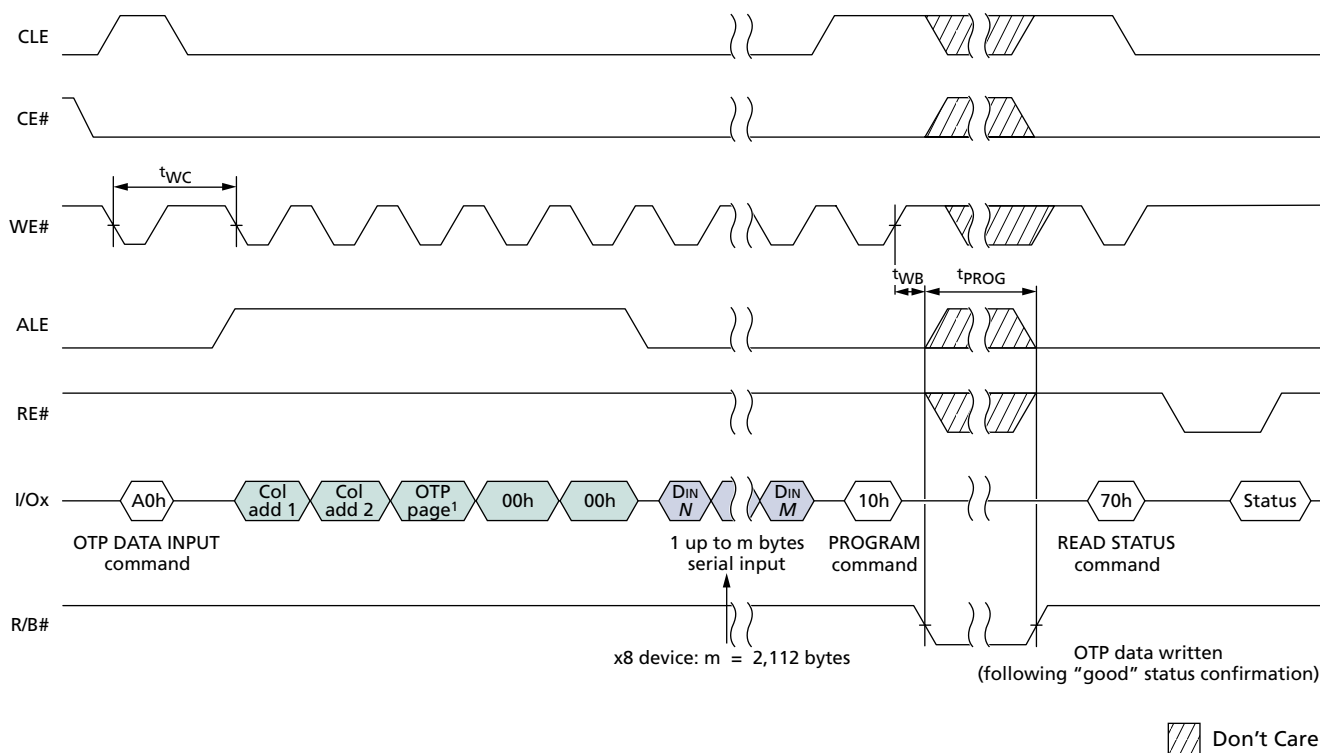 CLE
CE#
tWC
WE#
tWB
tPROG
ALE
RE#
I/Ox
A0h
Col
add 1
Col
add 2
OTP
page1
00h
00h
DIN
N
DIN
M
10h
70h
Status
OTP DATA INPUT
command
1 up to m bytes
serial input
PROGRAM
command
READ STATUS
command
R/B#
x8 device: m = 2,112 bytes
OTP data written
(following “good” status confirmation)
Don't Care